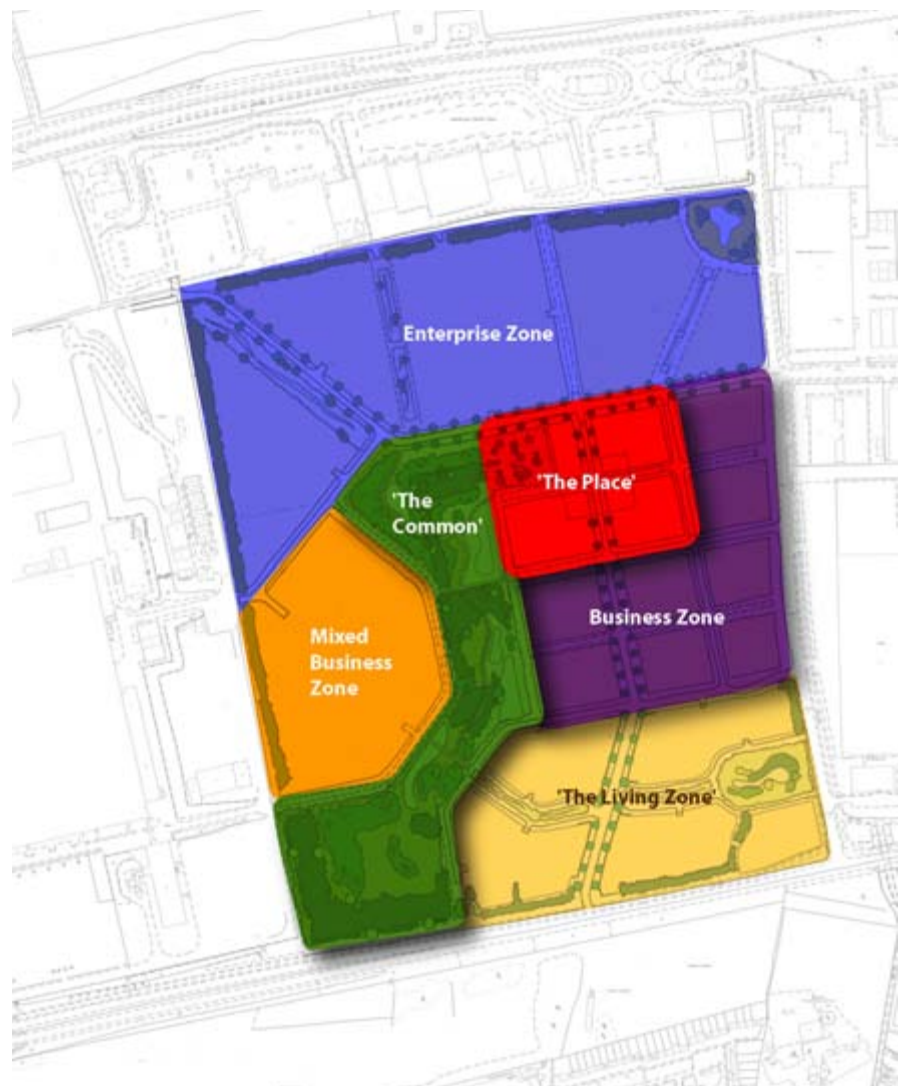 Enterprise Zone
'The Place'
'The
Common'
Business Zone
Mixed
Business
Zone
'The Living Zone'